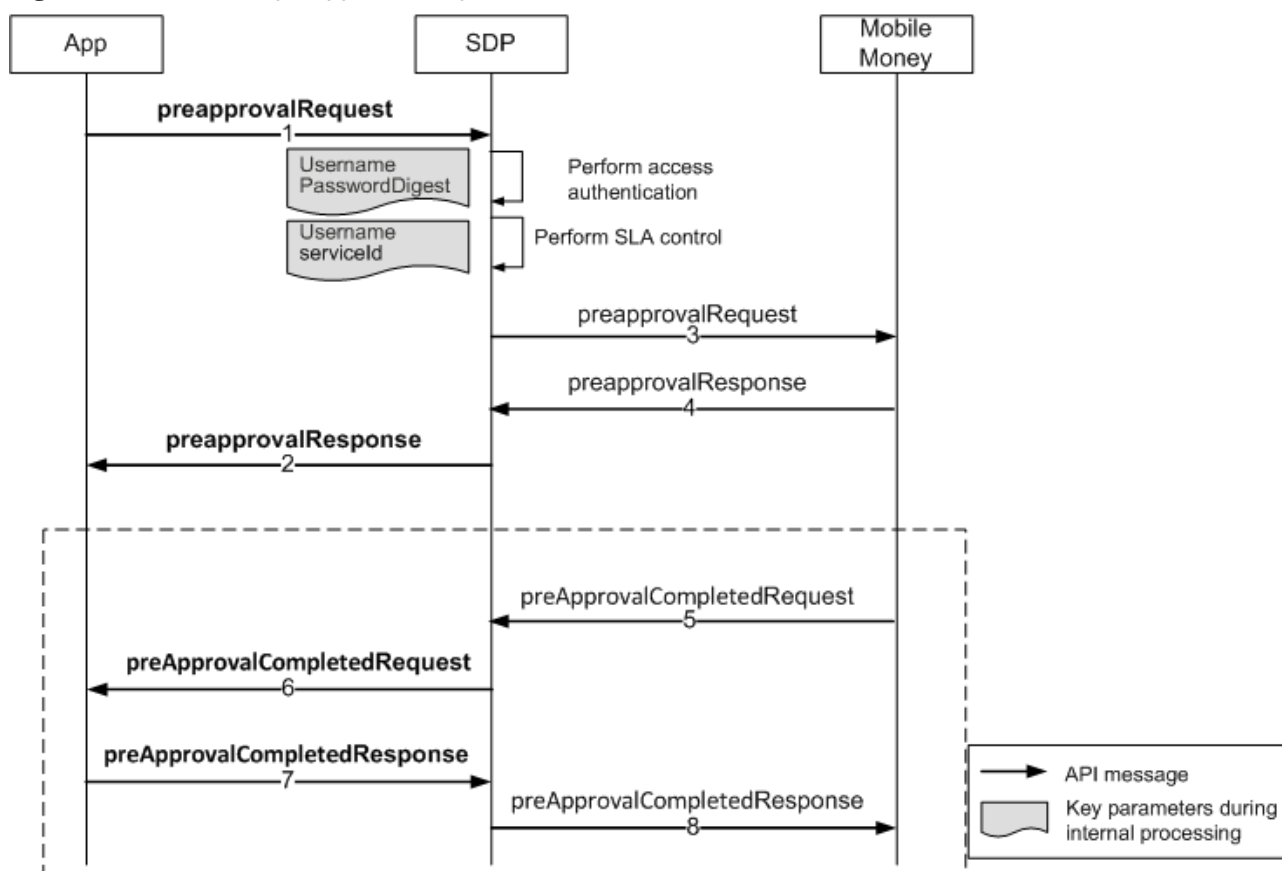 App
SDP
Mobile
Money
preapprovalRequest
1
Username
PasswordDigest
Perform access
authentication
Username
serviceId
Perform SLA control
preapprovalRequest
3
preapprovalResponse
4
preapprovalResponse
2
preApprovalCompletedRequest
5
preApprovalCompletedRequest
6
preApprovalCompletedResponse
7
preApprovalCompletedResponse
8
API message
Key parameters during
internal processing